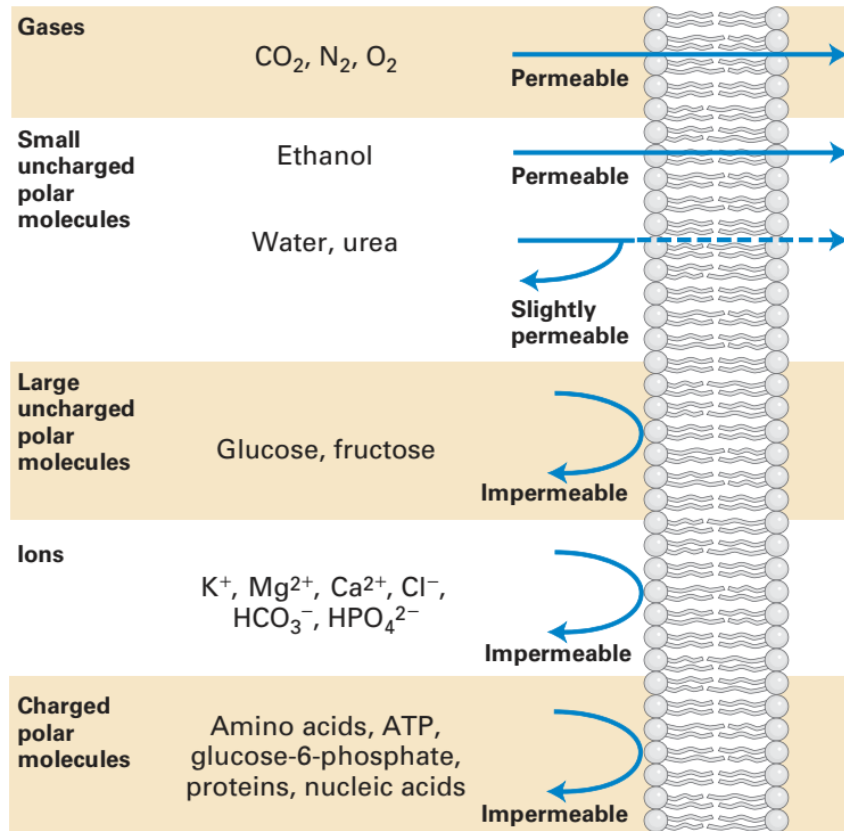 Gases
CO₂, N₂, O₂
Permeable
Small
uncharged
polar
molecules
Ethanol
Permeable
Water, urea
Slightly
permeable
Large
uncharged
polar
molecules
Glucose, fructose
Impermeable
Ions
K⁺, Mg²⁺, Ca²⁺, Cl⁻,
HCO₃⁻, HPO₄²⁻
Impermeable
Charged
polar
molecules
Amino acids, ATP,
glucose-6-phosphate,
proteins, nucleic acids
Impermeable